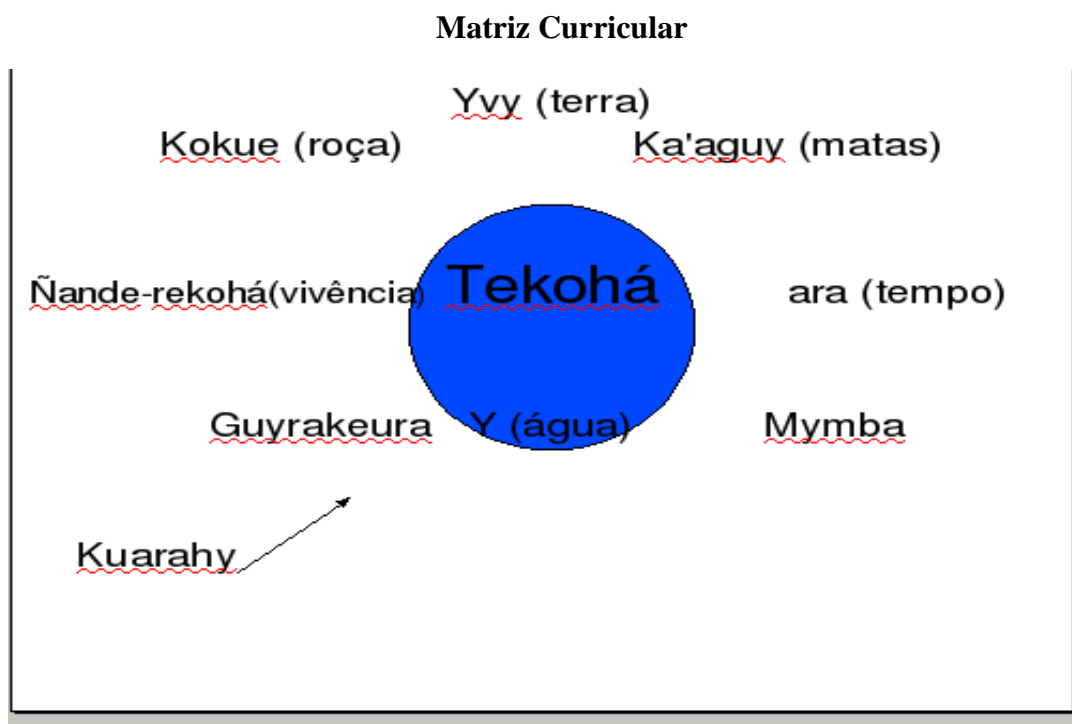 Matriz Curricular
Yvy (terra)
Kokue (roça) Ka'aguy (matas)
Ñande-rekohá(vivência) Tekohá ara (tempo)
Guyrakeura Y (água) Mymba
Kuarahy